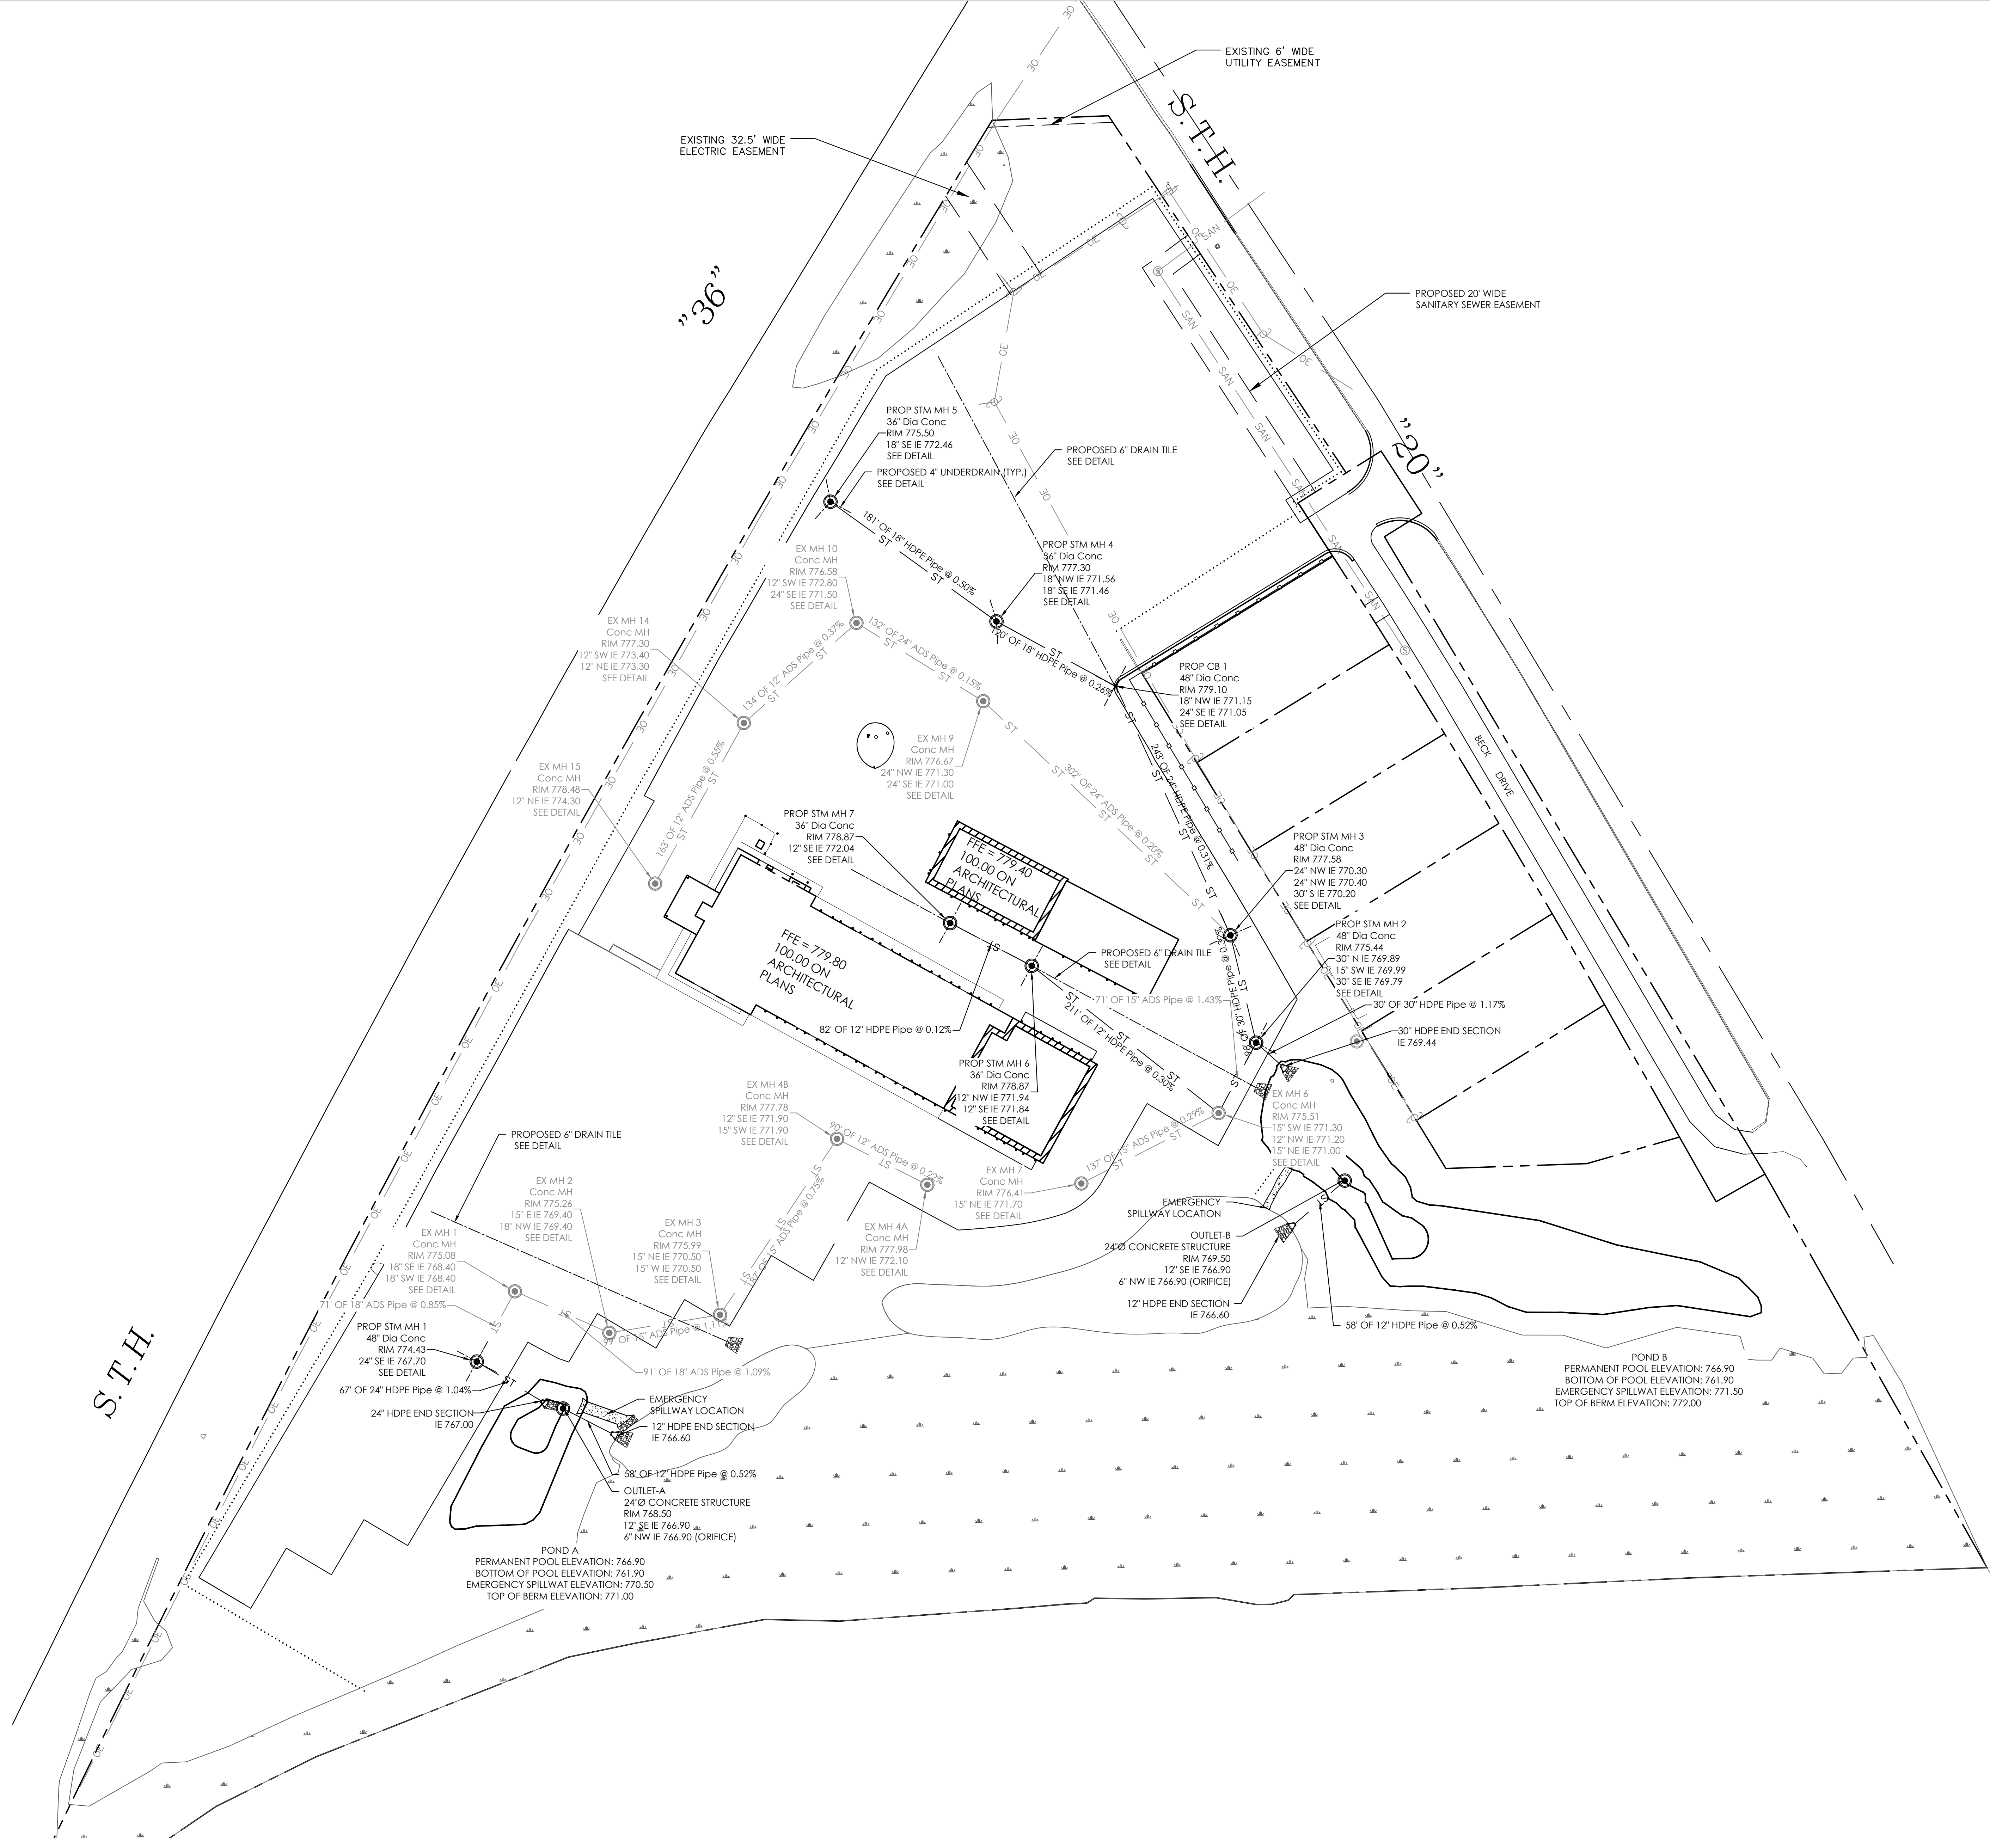 EXISTING 6' WIDE
UTILITY EASEMENT
EXISTING 32.5' WIDE
ELECTRIC EASEMENT
S.T.H.
"36"
PROPOSED 20' WIDE
SANITARY SEWER EASEMENT
"20"
PROP STM MH 5
36" Dia Conc
RIM 775.50
18" SE IE 772.46
SEE DETAIL
PROPOSED 4" UNDERDRAIN (TYP.)
SEE DETAIL
PROPOSED 6" DRAIN TILE
SEE DETAIL
181' OF 18" HDPE Pipe @ 0.50%
PROP STM MH 4
36" Dia Conc
RIM 777.30
18" NW IE 771.56
18" SE IE 771.46
SEE DETAIL
EX MH 10
Conc MH
RIM 776.58
12" SW IE 772.80
24" SE IE 771.50
SEE DETAIL
EX MH 14
Conc MH
RIM 777.30
12" SW IE 773.40
12" NE IE 773.30
SEE DETAIL
134' OF 12" ADS Pipe @ 0.37%
132' OF 24" ADS Pipe @ 0.15%
120' OF 18" HDPE Pipe @ 0.26%
PROP CB 1
48" Dia Conc
RIM 779.10
18" NW IE 771.15
24" SE IE 771.05
SEE DETAIL
EX MH 9
Conc MH
RIM 776.67
24" NW IE 771.30
24" SE IE 771.00
SEE DETAIL
EX MH 15
Conc MH
RIM 778.48
12" NE IE 774.30
SEE DETAIL
163' OF 12" ADS Pipe @ 0.55%
302' OF 24" ADS Pipe @ 0.20%
243' OF 24" HDPE Pipe @ 0.31%
BECK
DRIVE
PROP STM MH 7
36" Dia Conc
RIM 778.87
12" SE IE 772.04
SEE DETAIL
FFE = 779.40
100.00 ON
ARCHITECTURAL
PLANS
FFE = 779.80
100.00 ON
ARCHITECTURAL
PLANS
PROP STM MH 3
48" Dia Conc
RIM 777.58
24" NW IE 770.30
24" NW IE 770.40
30" S IE 770.20
SEE DETAIL
PROP STM MH 2
48" Dia Conc
RIM 775.44
30" N IE 769.89
15" SW IE 769.99
30" SE IE 769.79
SEE DETAIL
PROPOSED 6" DRAIN TILE
SEE DETAIL
71' OF 15" ADS Pipe @ 1.43%
30' OF 30" HDPE Pipe @ 1.17%
30" HDPE END SECTION
IE 769.44
82' OF 12" HDPE Pipe @ 0.12%
211' OF 12" HDPE Pipe @ 0.30%
PROP STM MH 6
36" Dia Conc
RIM 778.87
12" NW IE 771.94
12" SE IE 771.84
SEE DETAIL
EX MH 4B
Conc MH
RIM 777.78
12" SE IE 771.90
15" SW IE 771.90
SEE DETAIL
90' OF 12" ADS Pipe @ 0.22%
137' OF 15" ADS Pipe @ 0.29%
EX MH 6
Conc MH
RIM 775.51
15" SW IE 771.30
12" NW IE 771.20
15" NE IE 771.00
SEE DETAIL
PROPOSED 6" DRAIN TILE
SEE DETAIL
EX MH 7
Conc MH
RIM 776.41
15" NE IE 771.70
SEE DETAIL
EX MH 2
Conc MH
RIM 775.26
15" E IE 769.40
18" NW IE 769.40
SEE DETAIL
EX MH 1
Conc MH
RIM 775.08
18" SE IE 768.40
18" SW IE 768.40
SEE DETAIL
EX MH 3
Conc MH
RIM 775.99
15" NE IE 770.50
15" W IE 770.50
SEE DETAIL
OF 15" ADS Pipe @ 0.75%
EX MH 4A
Conc MH
RIM 777.98
12" NW IE 772.10
SEE DETAIL
EMERGENCY
SPILLWAY LOCATION
OUTLET-B
24"Ø CONCRETE STRUCTURE
RIM 769.50
12" SE IE 766.90
6" NW IE 766.90 (ORIFICE)
12" HDPE END SECTION
IE 766.60
58' OF 12" HDPE Pipe @ 0.52%
71' OF 18" ADS Pipe @ 0.85%
99' OF 15" ADS Pipe @ 1.11%
PROP STM MH 1
48" Dia Conc
RIM 774.43
24" SE IE 767.70
SEE DETAIL
91' OF 18" ADS Pipe @ 1.09%
67' OF 24" HDPE Pipe @ 1.04%
24" HDPE END SECTION
IE 767.00
EMERGENCY
SPILLWAY LOCATION
12" HDPE END SECTION
IE 766.60
58' OF 12" HDPE Pipe @ 0.52%
OUTLET-A
24"Ø CONCRETE STRUCTURE
RIM 768.50
12" SE IE 766.90
6" NW IE 766.90 (ORIFICE)
POND A
PERMANENT POOL ELEVATION: 766.90
BOTTOM OF POOL ELEVATION: 761.90
EMERGENCY SPILLWAT ELEVATION: 770.50
TOP OF BERM ELEVATION: 771.00
POND B
PERMANENT POOL ELEVATION: 766.90
BOTTOM OF POOL ELEVATION: 761.90
EMERGENCY SPILLWAT ELEVATION: 771.50
TOP OF BERM ELEVATION: 772.00
S.T.H.